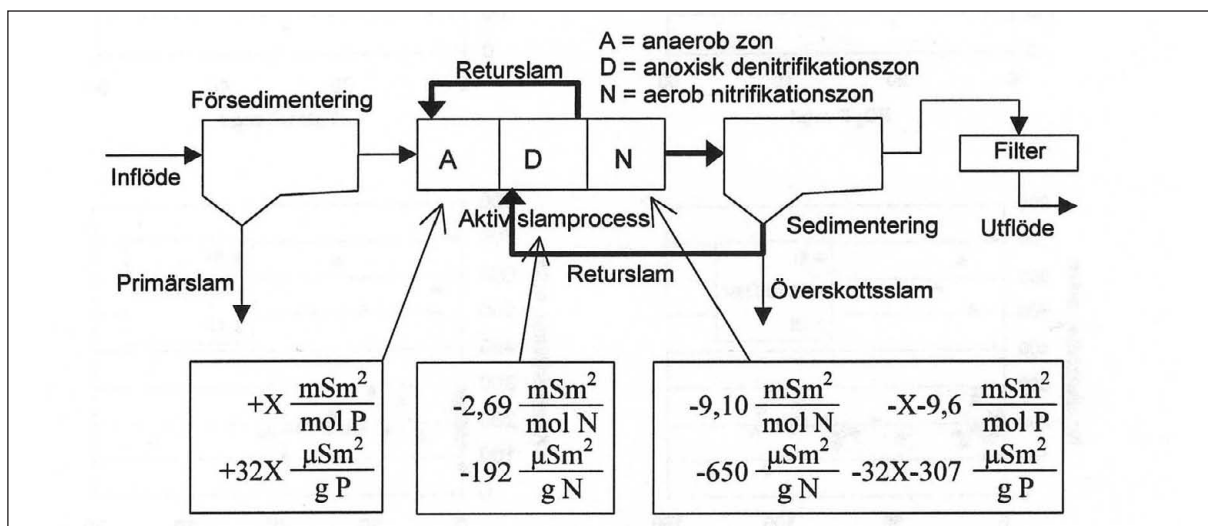 A = anaerob zon
Returslam
D = anoxisk denitrifikationszon
Försedimentering
N = aerob nitrifikationszon
Inflöde
A
D
N
Filter
Aktiv slamprocess
Sedimentering
Utflöde
Primärslam
Returslam
Överskottsslam
+X mSm² / mol P
+32X µSm² / g P
-2,69 mSm² / mol N
-192 µSm² / g N
-9,10 mSm² / mol N -X-9,6 mSm² / mol P
-650 µSm² / g N -32X-307 µSm² / g P